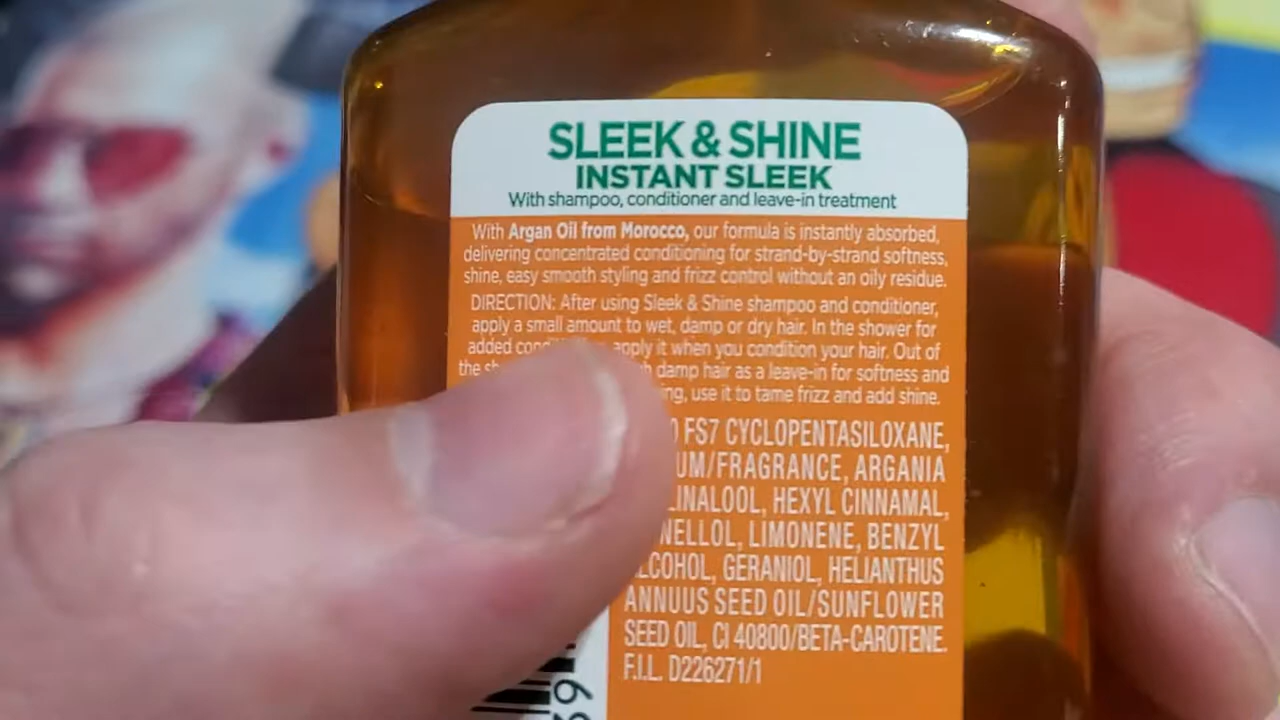 SLEEK & SHINE
INSTANT SLEEK
With shampoo, conditioner and leave-in treatment
With Argan Oil from Morocco, our formula is instantly absorbed,
delivering concentrated conditioning for strand-by-strand softness,
shine, easy smooth styling and frizz control without an oily residue.
DIRECTION: After using Sleek & Shine shampoo and conditioner,
apply a small amount to wet, damp or dry hair. In the shower for
added apply it when you condition your hair. Out of
the damp hair as a leave-in for softness and
use it to tame frizz and add shine.
FS7 CYCLOPENTASILOXANE,
FRAGRANCE, ARGANIA
LINALOOL, HEXYL CINNAMAL,
LIMONENE, BENZYL
GERANIOL, HELIANTHUS
ANNUUS SEED OIL/SUNFLOWER
SEED OIL, CI 40800/BETA-CAROTENE.
F.I.L. D226271/1